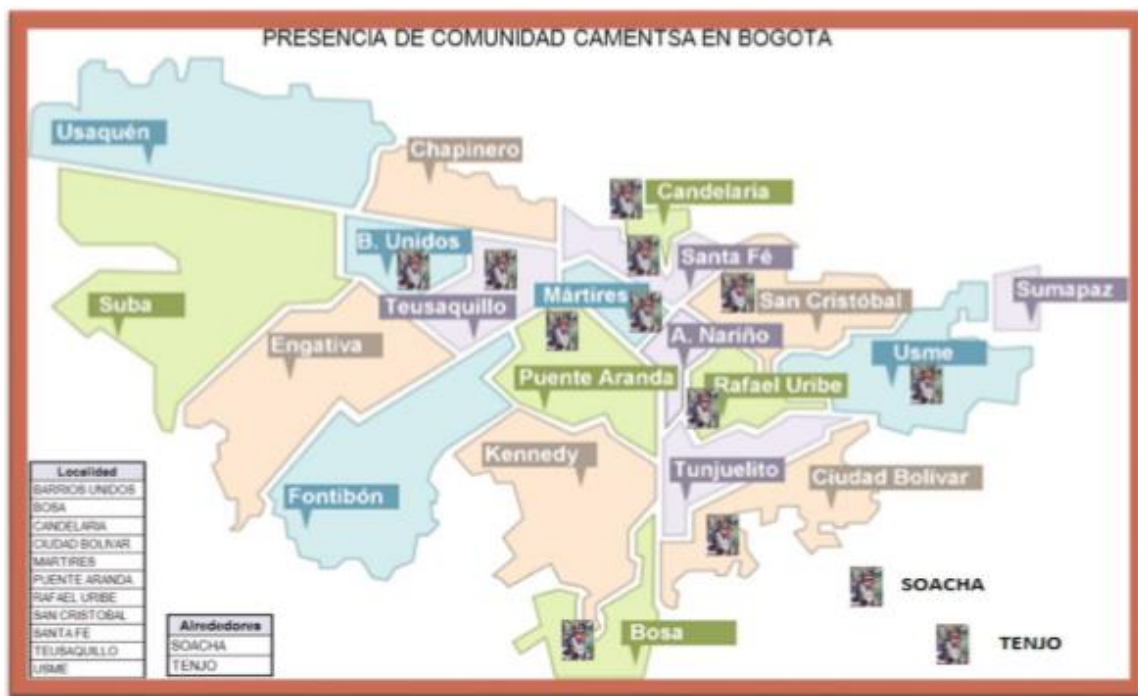 PRESENCIA DE COMUNIDAD CAMENTSA EN BOGOTA
Usaquén
Chapinero
Candelaria
B. Unidos
Santa Fé
Suba
Teusaquillo
Mártires
San Cristóbal
Sumapaz
Engativa
A. Nariño
Usme
Puente Aranda
Rafael Uribe
Kennedy
Tunjuelito
Ciudad Bolívar
Fontibón
Bosa
SOACHA
TENJO
Localidad
BARRIOS UNIDOS
BOSA
CANDELARIA
CIUDAD BOLIVAR
MARTIRES
PUENTE ARANDA
RAFAEL URIBE
SAN CRISTOBAL
SANTA FE
TEUSAQUILLO
USME
Alrededores
SOACHA
TENJO